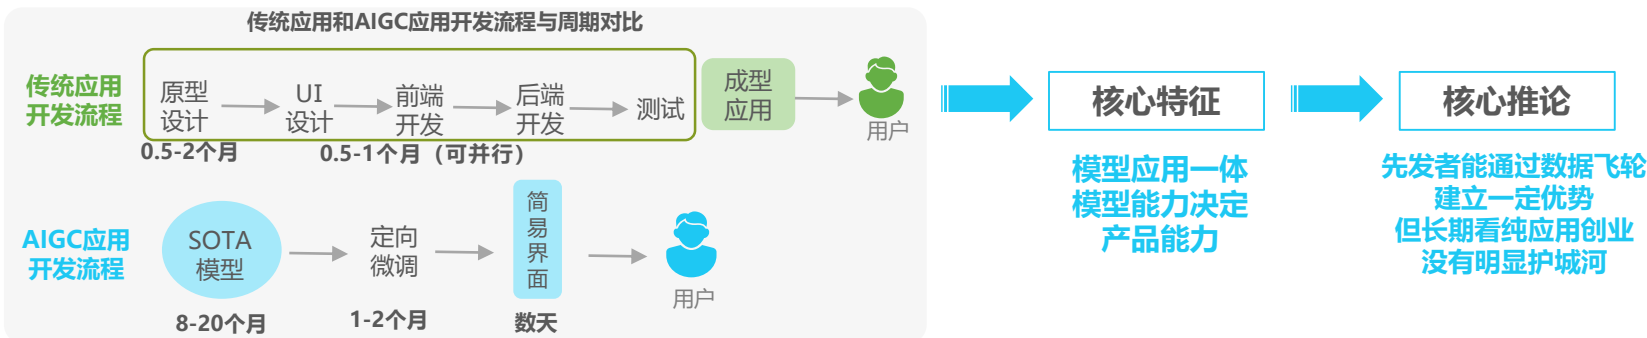 传统应用和AIGC应用开发流程与周期对比
传统应用
开发流程
原型
设计
UI
设计
前端
开发
后端
开发
测试
成型
应用
用户
0.5-2个月
0.5-1个月（可并行）
AIGC应用
开发流程
SOTA
模型
定向
微调
简
易
界
面
用户
8-20个月
1-2个月
数天
核心特征
模型应用一体
模型能力决定
产品能力
核心推论
先发者能通过数据飞轮
建立一定优势
但长期看纯应用创业
没有明显护城河